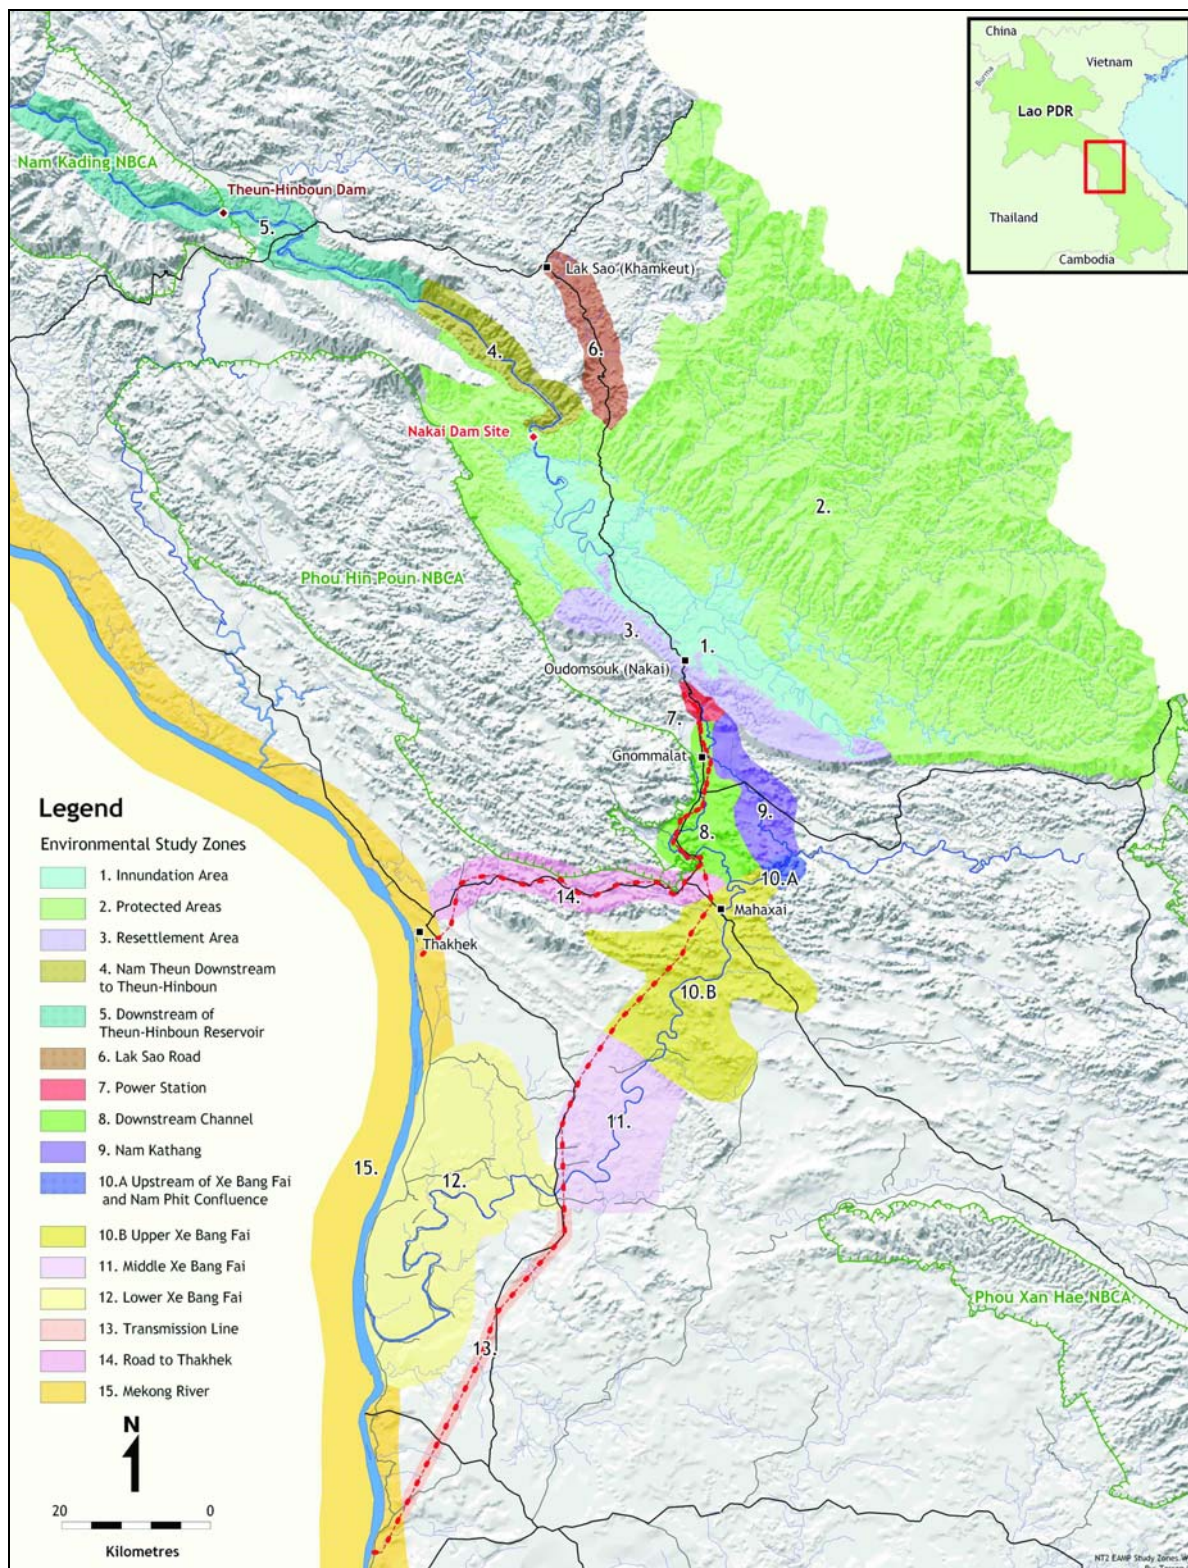 China
Burma
Vietnam
Lao PDR
Thailand
Cambodia
Nam Kading NBCA
Theun-Hinboun Dam
5.
Lak Sao (Khamkeut)
4.
6.
Nakai Dam Site
2.
Phou Hin Poun NBCA
3.
1.
Oudomsouk (Nakai)
7.
Gnommalat
9.
8.
10.A
14.
Mahaxai
Thakhek
10.B
11.
15.
12.
Phou Xan Hae NBCA
13.
Legend
Environmental Study Zones
1. Innundation Area
2. Protected Areas
3. Resettlement Area
4. Nam Theun Downstream
to Theun-Hinboun
5. Downstream of
Theun-Hinboun Reservoir
6. Lak Sao Road
7. Power Station
8. Downstream Channel
9. Nam Kathang
10.A Upstream of Xe Bang Fai
and Nam Phit Confluence
10.B Upper Xe Bang Fai
11. Middle Xe Bang Fai
12. Lower Xe Bang Fai
13. Transmission Line
14. Road to Thakhek
15. Mekong River
N
20 0
Kilometres
NT2 EAMP Study Zones